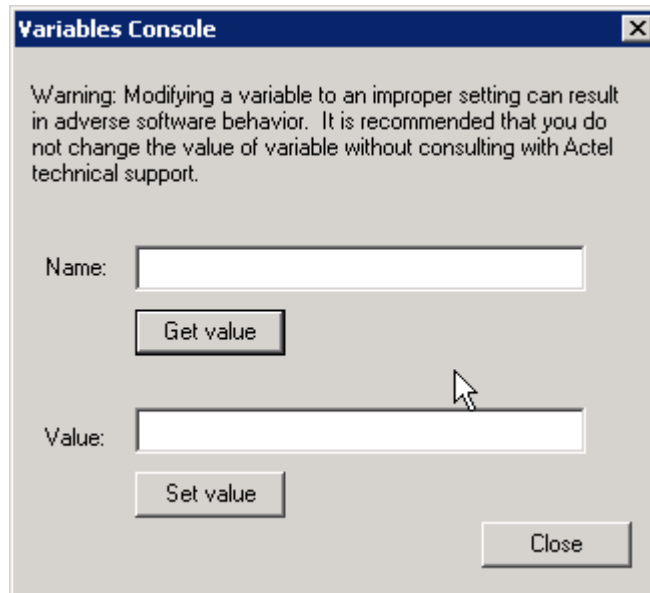 Variables Console
Warning: Modifying a variable to an improper setting can result
in adverse software behavior. It is recommended that you do
not change the value of variable without consulting with Actel
technical support.
Name:
Get value
Value:
Set value
Close